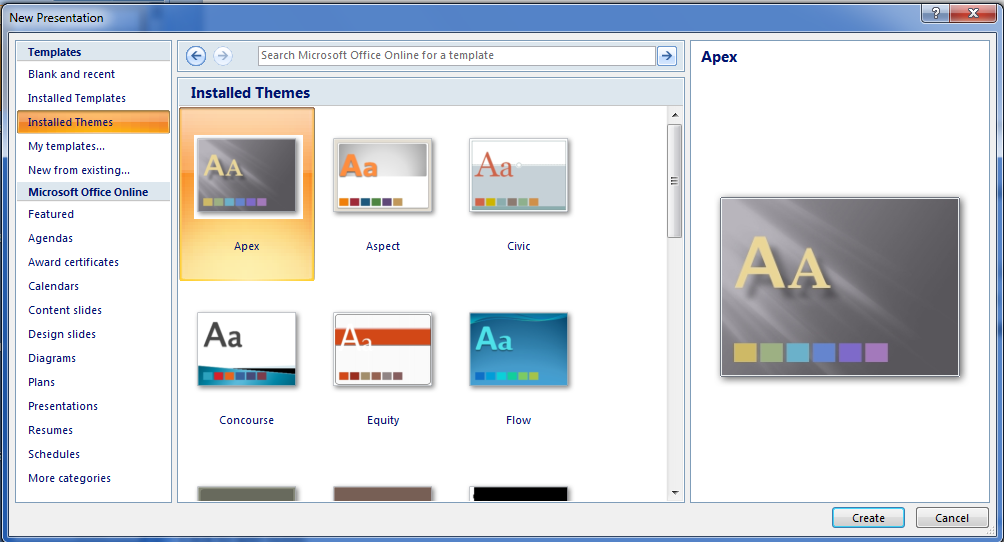 New Presentation
Templates
Blank and recent
Installed Templates
Installed Themes
My templates...
New from existing...
Microsoft Office Online
Featured
Agendas
Award certificates
Calendars
Content slides
Design slides
Diagrams
Plans
Presentations
Resumes
Schedules
More categories
Search Microsoft Office Online for a template
Installed Themes
AA
Apex
Aa
Aspect
Aa
Civic
Aa
Concourse
Aa
Equity
Aa
Flow
Apex
AA
Create
Cancel